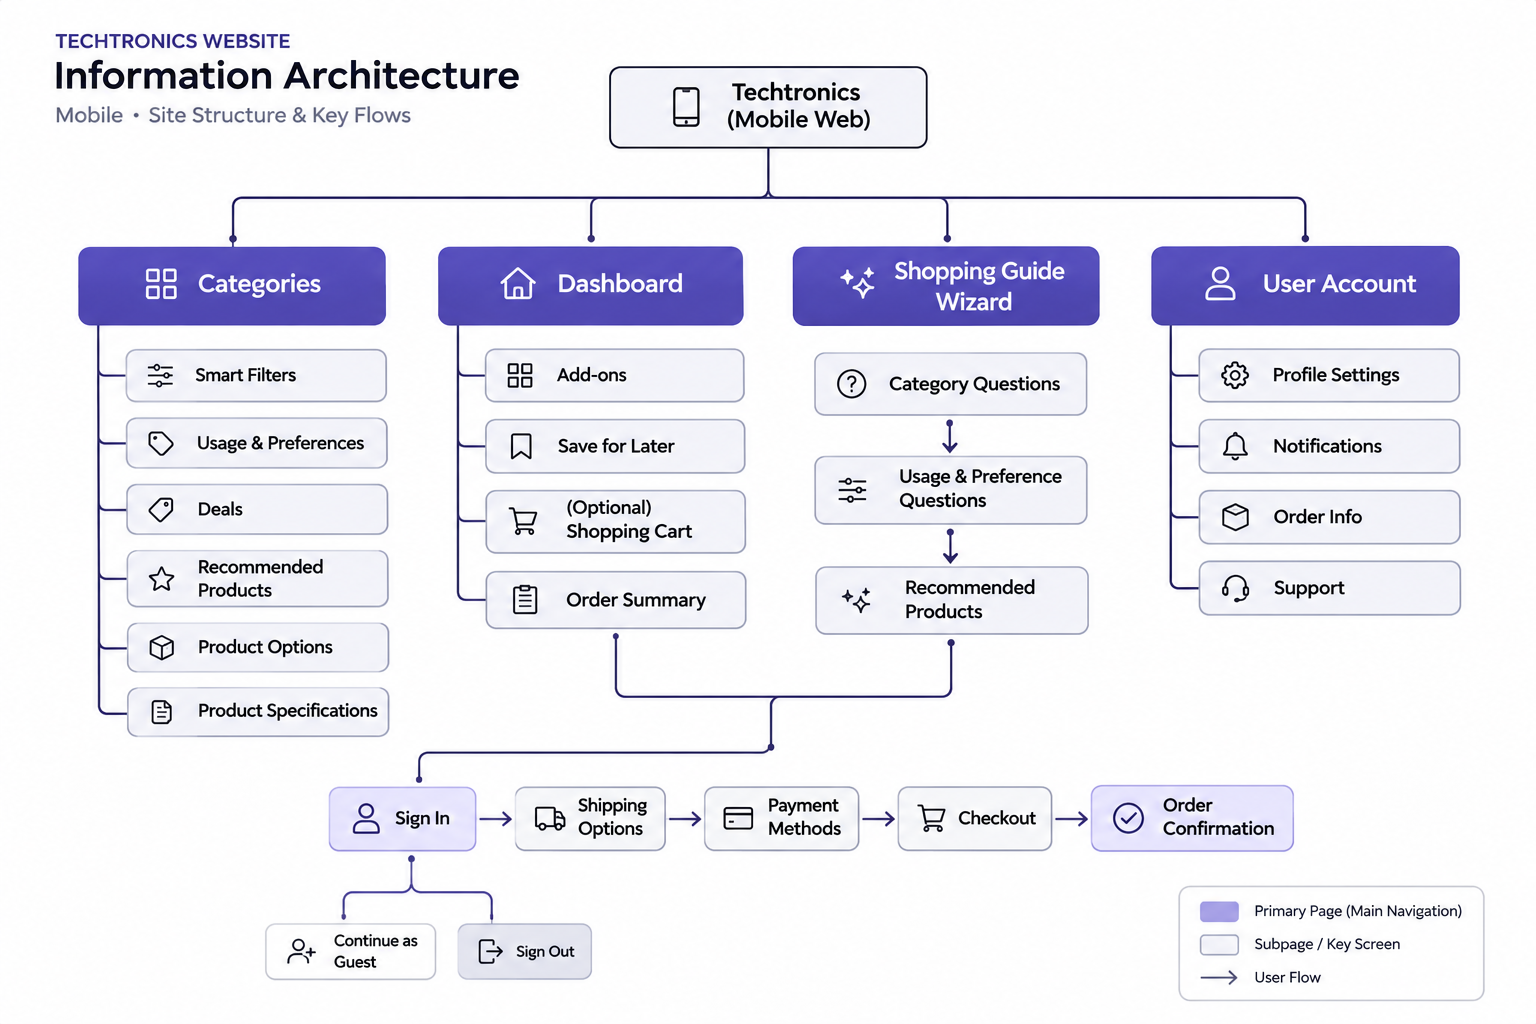 TECHTRONICS WEBSITE
Information Architecture
Mobile • Site Structure & Key Flows
Techtronics
(Mobile Web)
Categories
Smart Filters
Usage & Preferences
Deals
Recommended
Products
Product Options
Product Specifications
Dashboard
Add-ons
Save for Later
(Optional)
Shopping Cart
Order Summary
Shopping Guide
Wizard
Category Questions
Usage & Preference
Questions
Recommended
Products
User Account
Profile Settings
Notifications
Order Info
Support
Sign In
Shipping
Options
Payment
Methods
Checkout
Order
Confirmation
Continue as
Guest
Sign Out
Primary Page (Main Navigation)
Subpage / Key Screen
User Flow